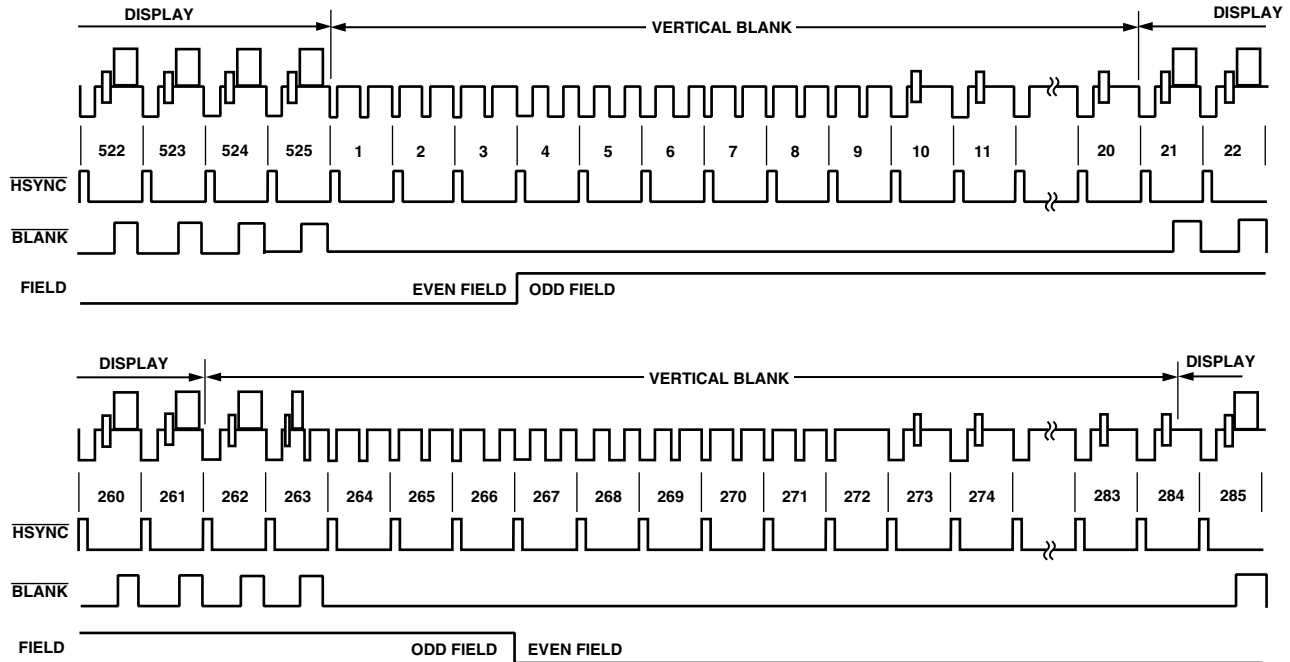 DISPLAY VERTICAL BLANK DISPLAY
522 523 524 525 1 2 3 4 5 6 7 8 9 10 11 20 21 22
HSYNC
BLANK
FIELD EVEN FIELD ODD FIELD
DISPLAY VERTICAL BLANK DISPLAY
260 261 262 263 264 265 266 267 268 269 270 271 272 273 274 283 284 285
HSYNC
BLANK
FIELD ODD FIELD EVEN FIELD